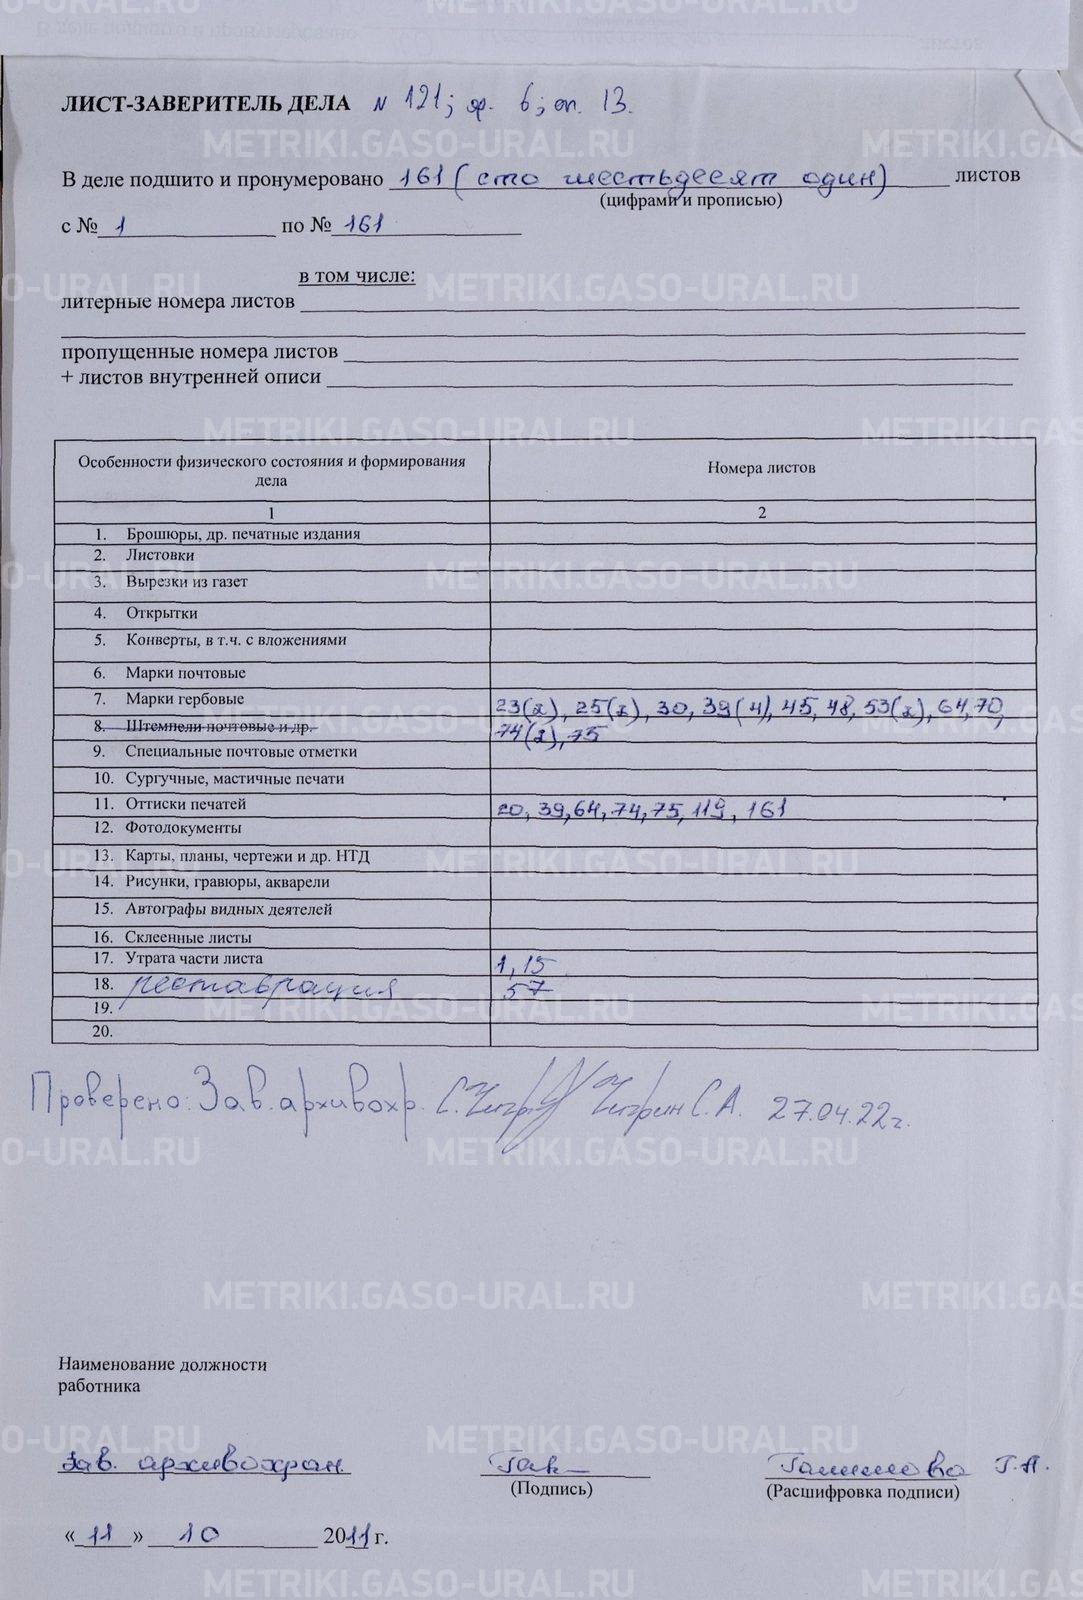 ЛИСТ-ЗАВЕРИТЕЛЬ ДЕЛА N 121; ф. 6; оп. 13.
В деле подшито и пронумеровано 161 (сто шестьдесят один) листов
(цифрами и прописью)
с № 1 по № 161
в том числе:
литерные номера листов
пропущенные номера листов
+ листов внутренней описи
Особенности физического состояния и формирования дела Номера листов
1 2
1. Брошюры, др. печатные издания
2. Листовки
3. Вырезки из газет
4. Открытки
5. Конверты, в т.ч. с вложениями
6. Марки почтовые
7. Марки гербовые 23(2), 25(2), 30, 39(4), 45, 48, 53(2), 64, 70,
8. Штемпели почтовые и др. 74(2), 75
9. Специальные почтовые отметки
10. Сургучные, мастичные печати
11. Оттиски печатей 20, 39, 64, 74, 75, 119, 161
12. Фотодокументы
13. Карты, планы, чертежи и др. НТД
14. Рисунки, гравюры, акварели
15. Автографы видных деятелей
16. Склеенные листы
17. Утрата части листа 1, 15
18. реставрация 57
19.
20.
Проверено: Зав. архивохр. Чигрин С.А. 27.04.22г.
Наименование должности
работника
Зав. архивохран.
(Подпись) (Расшифровка подписи)
«11» 10 2011 г.
METRIKI.GASO-URAL.RU